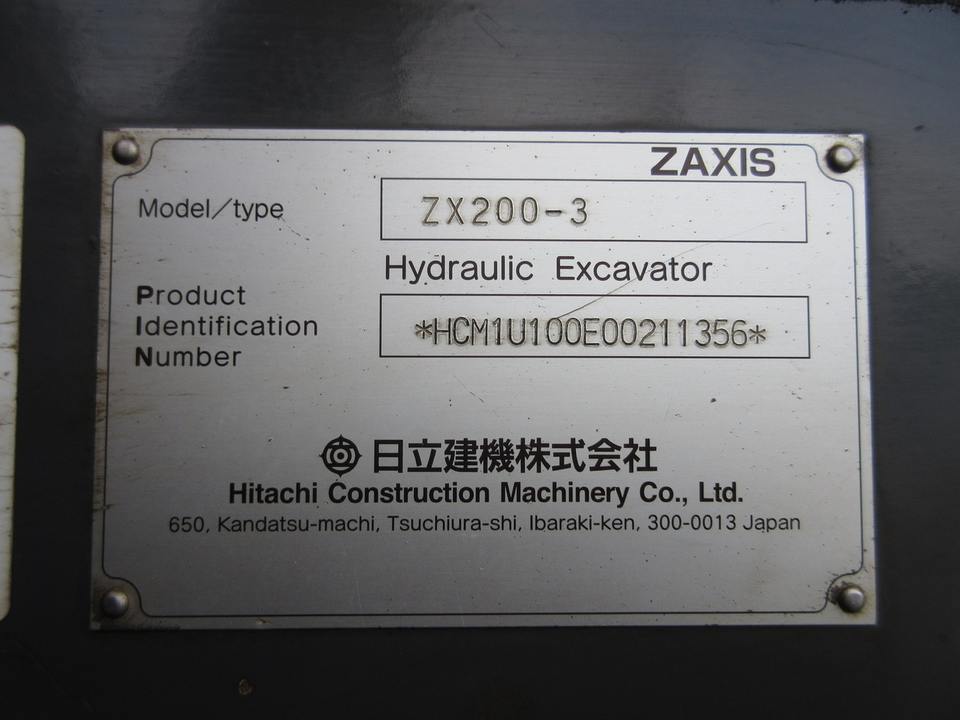 ZAXIS
Model/type ZX200-3
Hydraulic Excavator
Product
Identification
Number
*HCM1U100E00211356*
日立建機株式会社
Hitachi Construction Machinery Co., Ltd.
650, Kandatsu-machi, Tsuchiura-shi, Ibaraki-ken, 300-0013 Japan